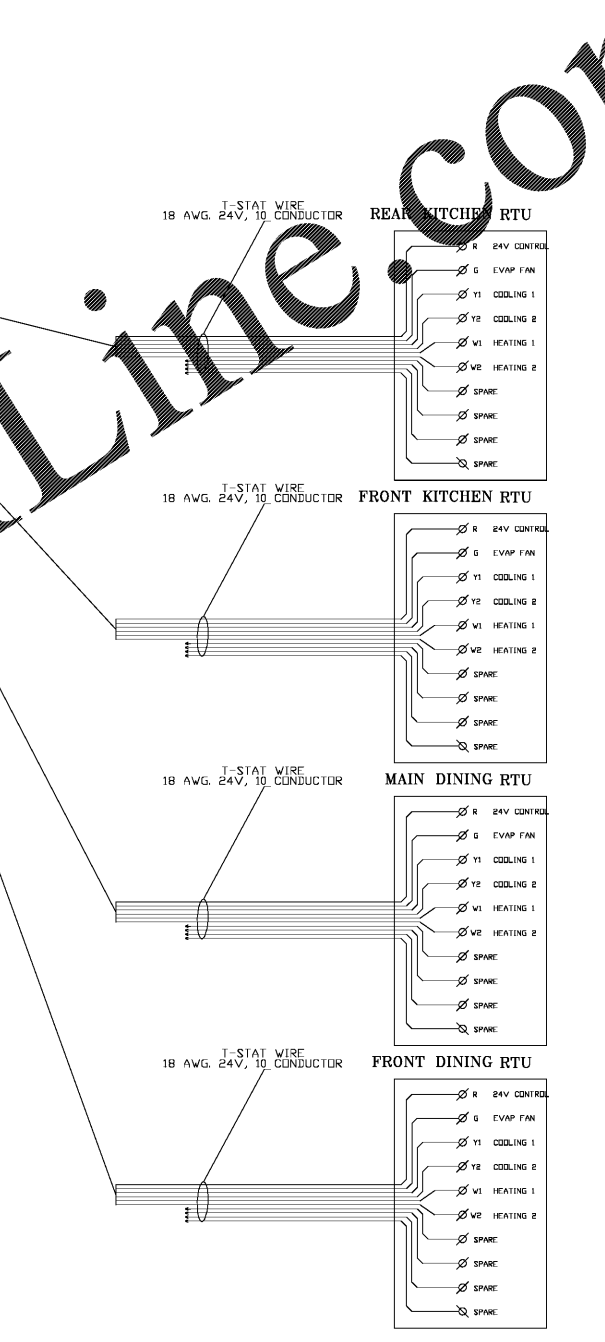 Line.co
T-STAT WIRE
18 AWG. 24V, 10 CONDUCTOR
REAR KITCHEN RTU
R 24V CONTROL
G EVAP FAN
Y1 COOLING 1
Y2 COOLING 2
W1 HEATING 1
W2 HEATING 2
SPARE
SPARE
SPARE
SPARE
T-STAT WIRE
18 AWG. 24V, 10 CONDUCTOR
FRONT KITCHEN RTU
R 24V CONTROL
G EVAP FAN
Y1 COOLING 1
Y2 COOLING 2
W1 HEATING 1
W2 HEATING 2
SPARE
SPARE
SPARE
SPARE
T-STAT WIRE
18 AWG. 24V, 10 CONDUCTOR
MAIN DINING RTU
R 24V CONTROL
G EVAP FAN
Y1 COOLING 1
Y2 COOLING 2
W1 HEATING 1
W2 HEATING 2
SPARE
SPARE
SPARE
SPARE
T-STAT WIRE
18 AWG. 24V, 10 CONDUCTOR
FRONT DINING RTU
R 24V CONTROL
G EVAP FAN
Y1 COOLING 1
Y2 COOLING 2
W1 HEATING 1
W2 HEATING 2
SPARE
SPARE
SPARE
SPARE